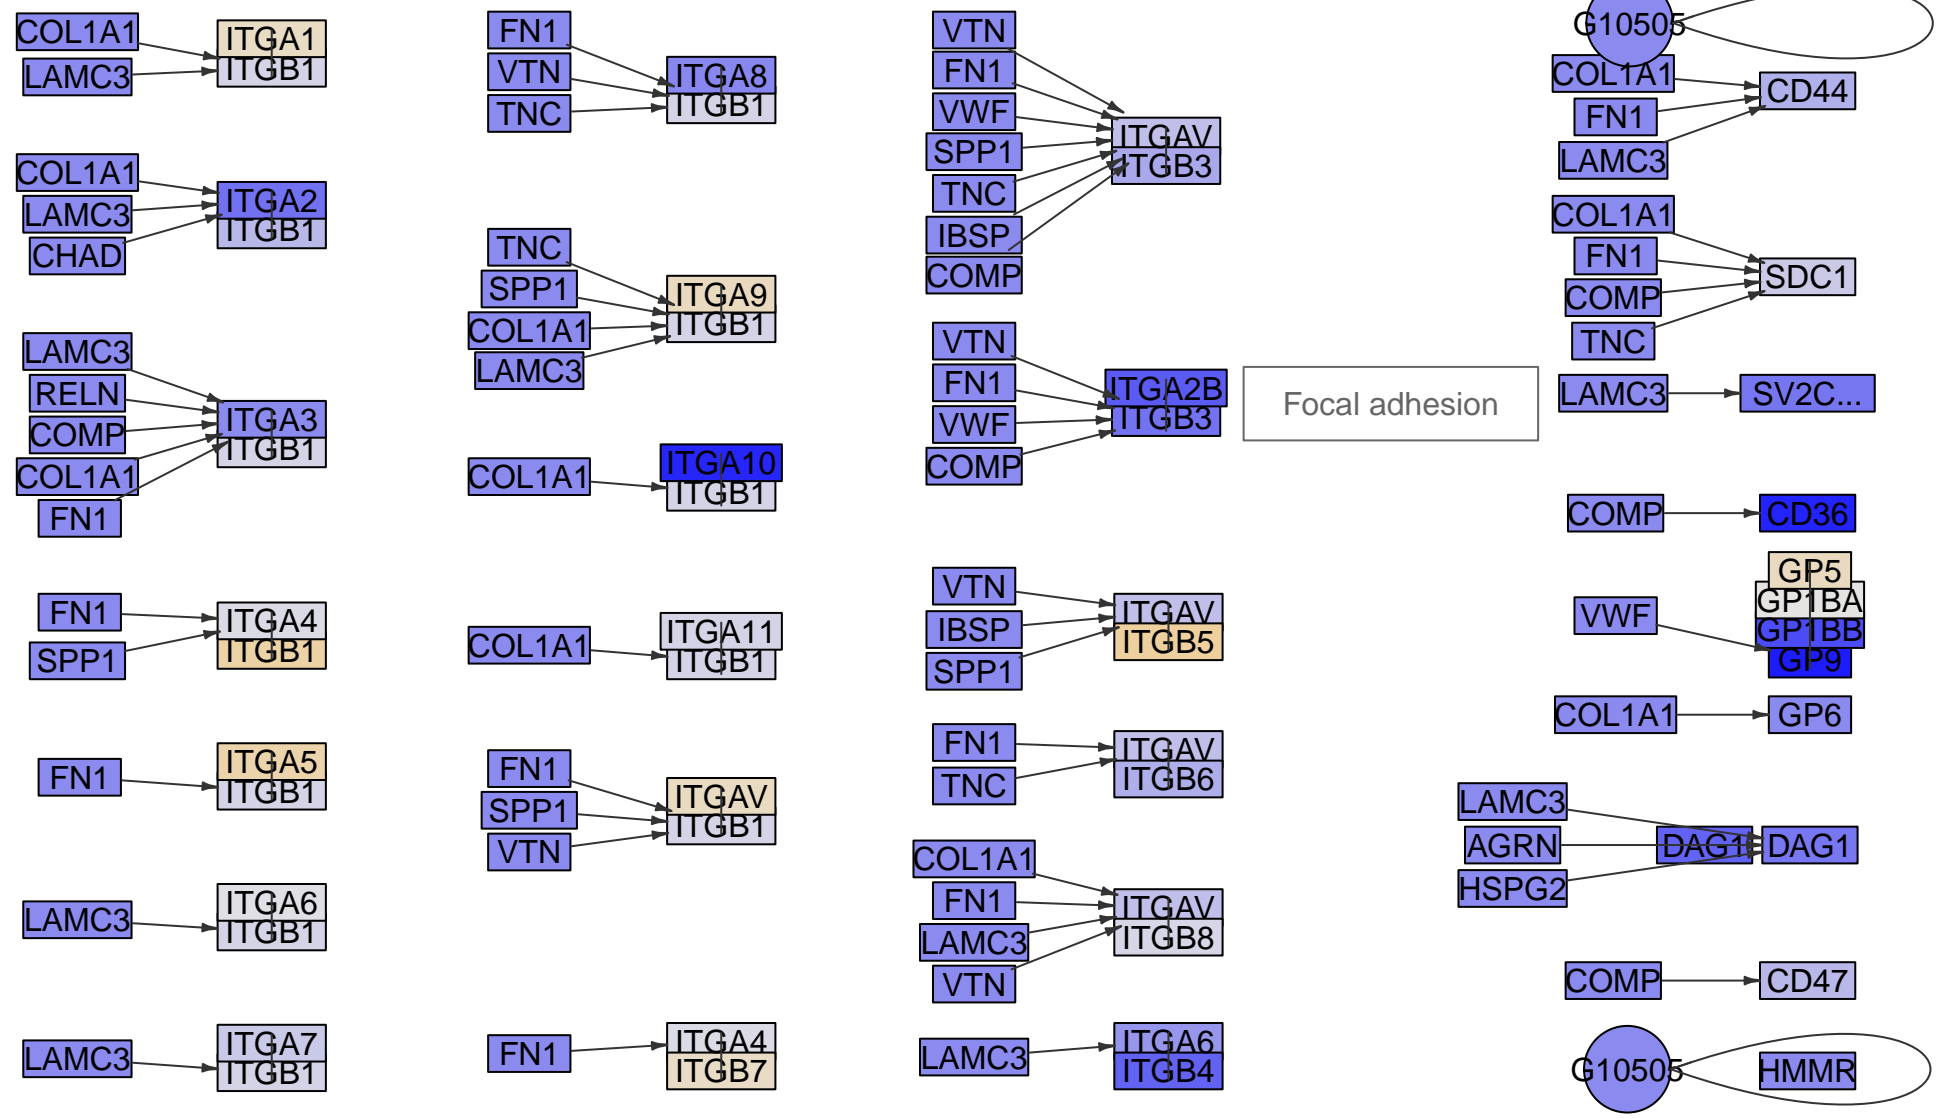 COL1A1
LAMC3
ITGA1
ITGB1
COL1A1
LAMC3
CHAD
ITGA2
ITGB1
LAMC3
RELN
COMP
COL1A1
FN1
ITGA3
ITGB1
FN1
SPP1
ITGA4
ITGB1
FN1
ITGA5
ITGB1
LAMC3
ITGA6
ITGB1
LAMC3
ITGA7
ITGB1
FN1
VTN
TNC
ITGA8
ITGB1
TNC
SPP1
COL1A1
LAMC3
ITGA9
ITGB1
COL1A1
ITGA10
ITGB1
COL1A1
ITGA11
ITGB1
FN1
SPP1
VTN
ITGAV
ITGB1
FN1
ITGA4
ITGB7
VTN
FN1
VWF
SPP1
TNC
IBSP
COMP
ITGAV
ITGB3
VTN
FN1
VWF
COMP
ITGA2B
ITGB3
Focal adhesion
VTN
IBSP
SPP1
ITGAV
ITGB5
FN1
TNC
ITGAV
ITGB6
COL1A1
FN1
LAMC3
VTN
ITGAV
ITGB8
LAMC3
ITGA6
ITGB4
G10505
COL1A1
FN1
LAMC3
CD44
COL1A1
FN1
COMP
TNC
SDC1
LAMC3
SV2C...
COMP
CD36
VWF
GP5
GP1BA
GP1BB
GP9
COL1A1
GP6
LAMC3
AGRN
HSPG2
DAG1
DAG1
COMP
CD47
G10505
HMMR